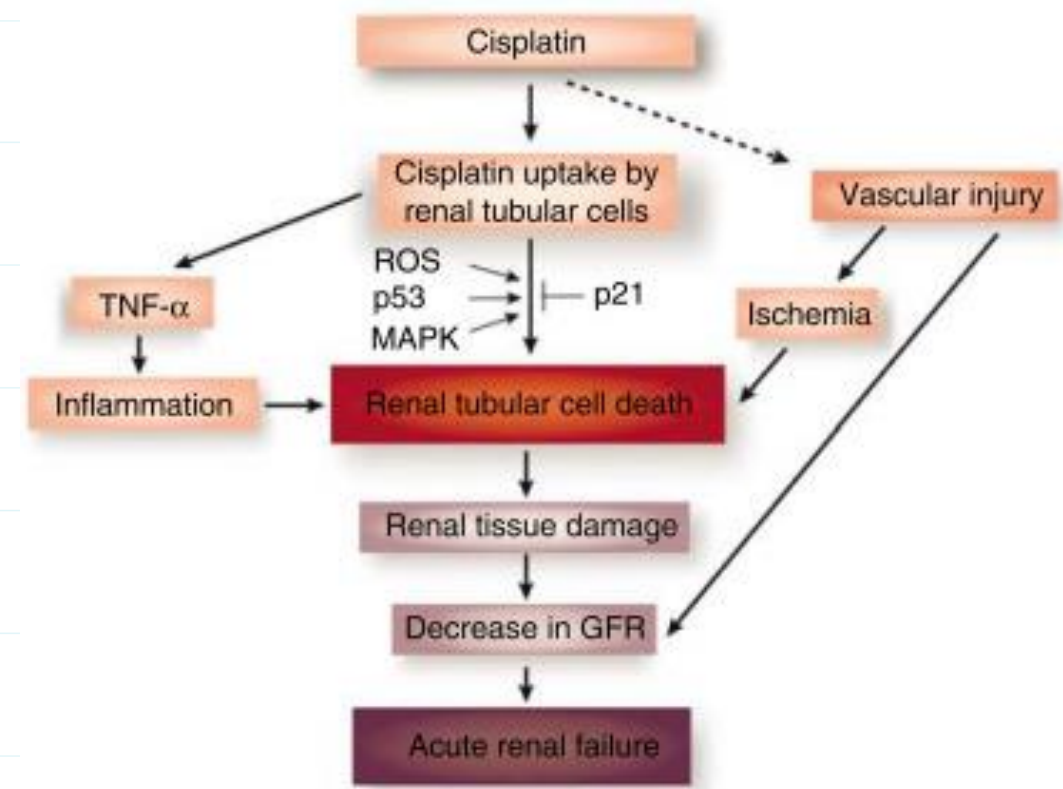 Cisplatin
Cisplatin uptake by
renal tubular cells
Vascular injury
ROS
TNF-α
p53
p21
Ischemia
MAPK
Inflammation
Renal tubular cell death
Renal tissue damage
Decrease in GFR
Acute renal failure